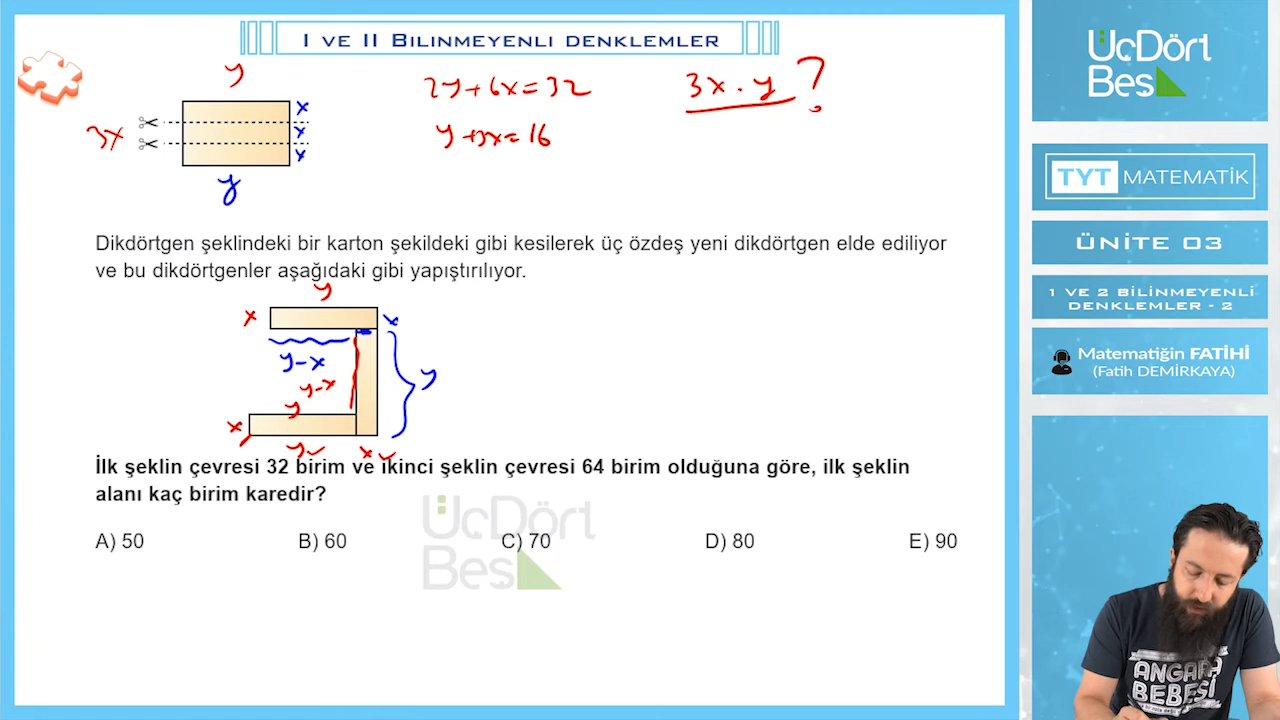 I VE II BILINMEYENLI DENKLEMLER
y
3x
x
x
x
y
2y+6x=32
y+3x=16
3x.y ?
Dikdörtgen şeklindeki bir karton şekildeki gibi kesilerek üç özdeş yeni dikdörtgen elde ediliyor
ve bu dikdörtgenler aşağıdaki gibi yapıştırılıyor.
y
x
x
y-x
y-x
y
y
x
y
x
İlk şeklin çevresi 32 birim ve ikinci şeklin çevresi 64 birim olduğuna göre, ilk şeklin
alanı kaç birim karedir?
A) 50 B) 60 C) 70 D) 80 E) 90
ÜçDört
Beş
ÜçDört
Beş
TYT MATEMATİK
ÜNİTE 03
1 VE 2 BİLİNMEYENLİ
DENKLEMLER - 2
Matematiğin FATİHİ
(Fatih DEMİRKAYA)
ANGARA
BEBESİ